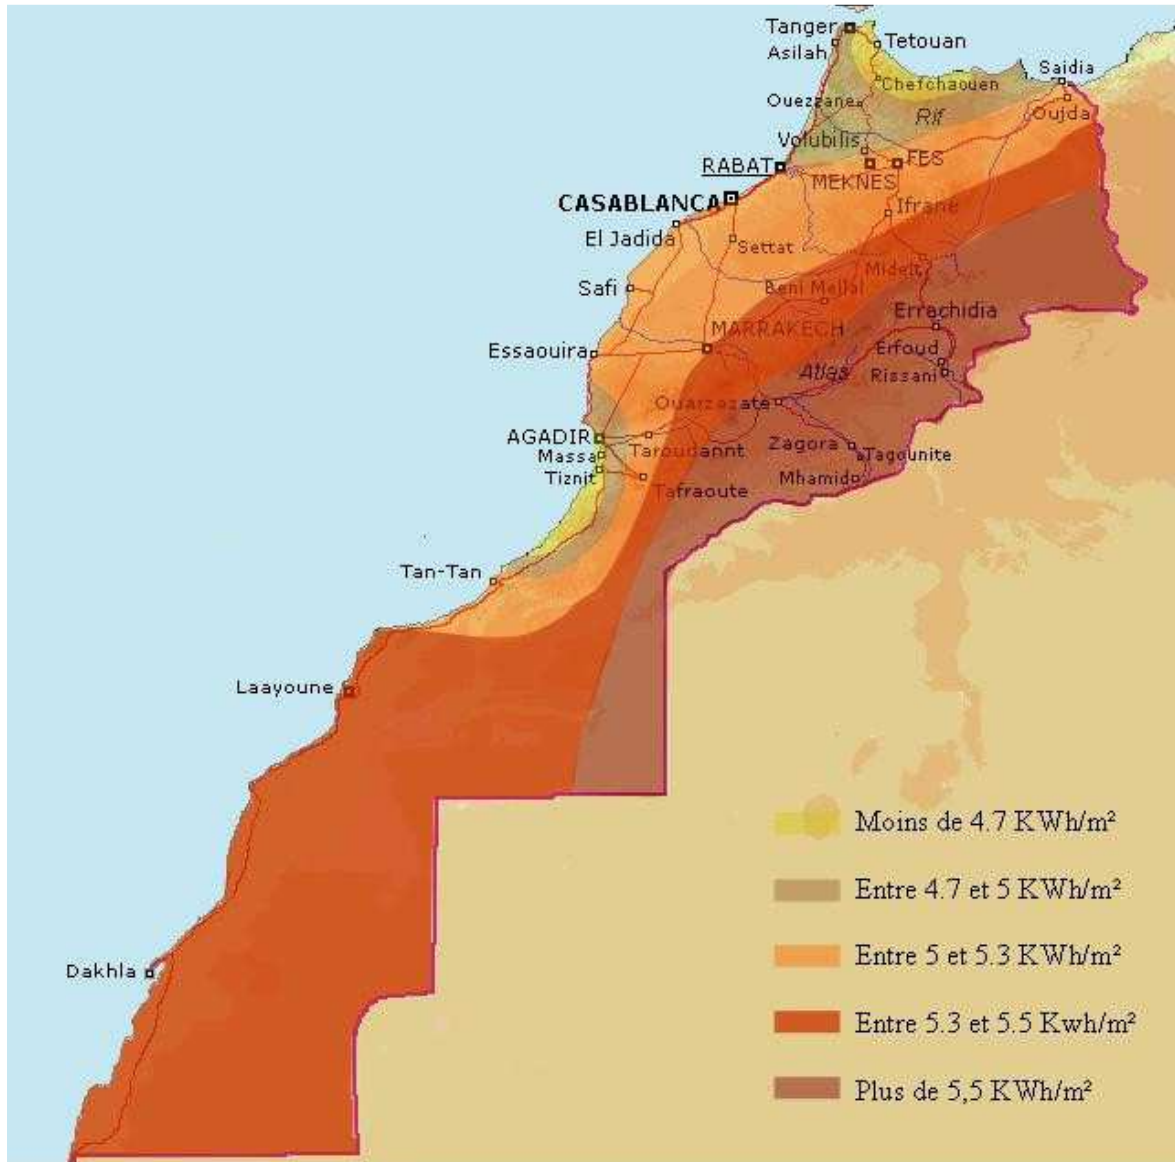 Tanger
Asilah
Tetouan
Saidia
Chefchaouen
Ouezzane
Oujda
Rif
Volubilis
FES
RABAT
MEKNES
CASABLANCA
Ifrane
El Jadida
Settat
Midelt
Safi
Beni Mellal
Errachidia
MARRAKECH
Essaouira
Erfoud
Atlas
Rissani
Ouarzazate
AGADIR
Taroudannt
Zagora
Massa
Tagounite
Tiznit
Tafraoute
Mhamid
Tan-Tan
Laayoune
Dakhla
Moins de 4.7 KWh/m²
Entre 4.7 et 5 KWh/m²
Entre 5 et 5.3 KWh/m²
Entre 5.3 et 5.5 Kwh/m²
Plus de 5,5 KWh/m²